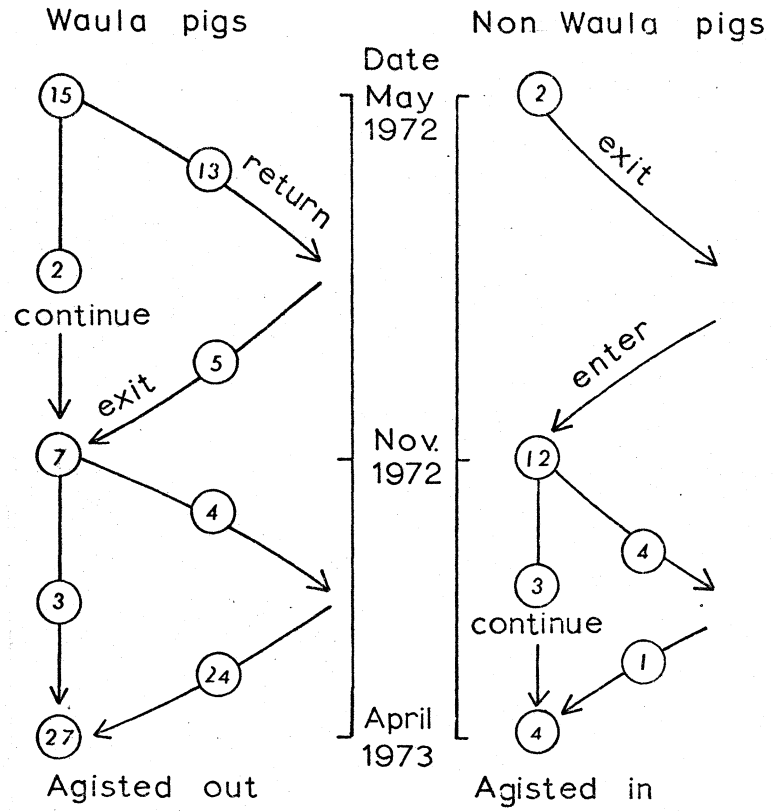 Waula pigs
Non Waula pigs
Date
May
1972
15
2
13
return
exit
2
continue
5
exit
enter
Nov.
1972
7
12
4
4
3
3
continue
24
1
April
1973
27
4
Agisted out
Agisted in